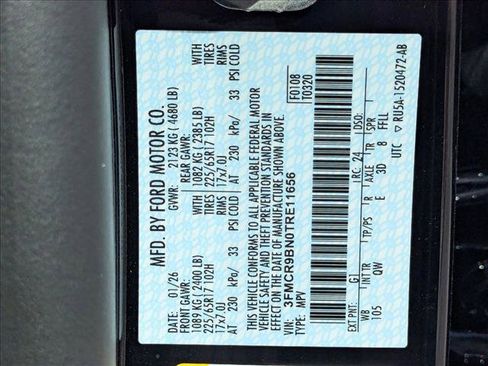 MFD. BY FORD MOTOR CO.
DATE: 01/26 GVWR: 2123 KG ( 4680 LB)
FRONT GAWR: REAR GAWR:
1089 KG ( 2400 LB) WITH 1082 KG ( 2385 LB) WITH
225/65R17 102H TIRES 225/65R17 102H TIRES
17x7.0J RIMS 17x7.0J RIMS
AT 230 kPa/ 33 PSI COLD AT 230 kPa/ 33 PSI COLD
THIS VEHICLE CONFORMS TO ALL APPLICABLE FEDERAL MOTOR
VEHICLE SAFETY AND THEFT PREVENTION STANDARDS IN
EFFECT ON THE DATE OF MANUFACTURE SHOWN ABOVE.
VIN: 3FMCR9BN0TRE11656 F0108
TYPE: MPV T0320
EXT PNT: G1 RC: 24 DSO:
WB INT TR TP/PS R AXLE TR SPR
105 QW E 3D 8 FFLL
UTC ▽ RU5A-1520472-AB